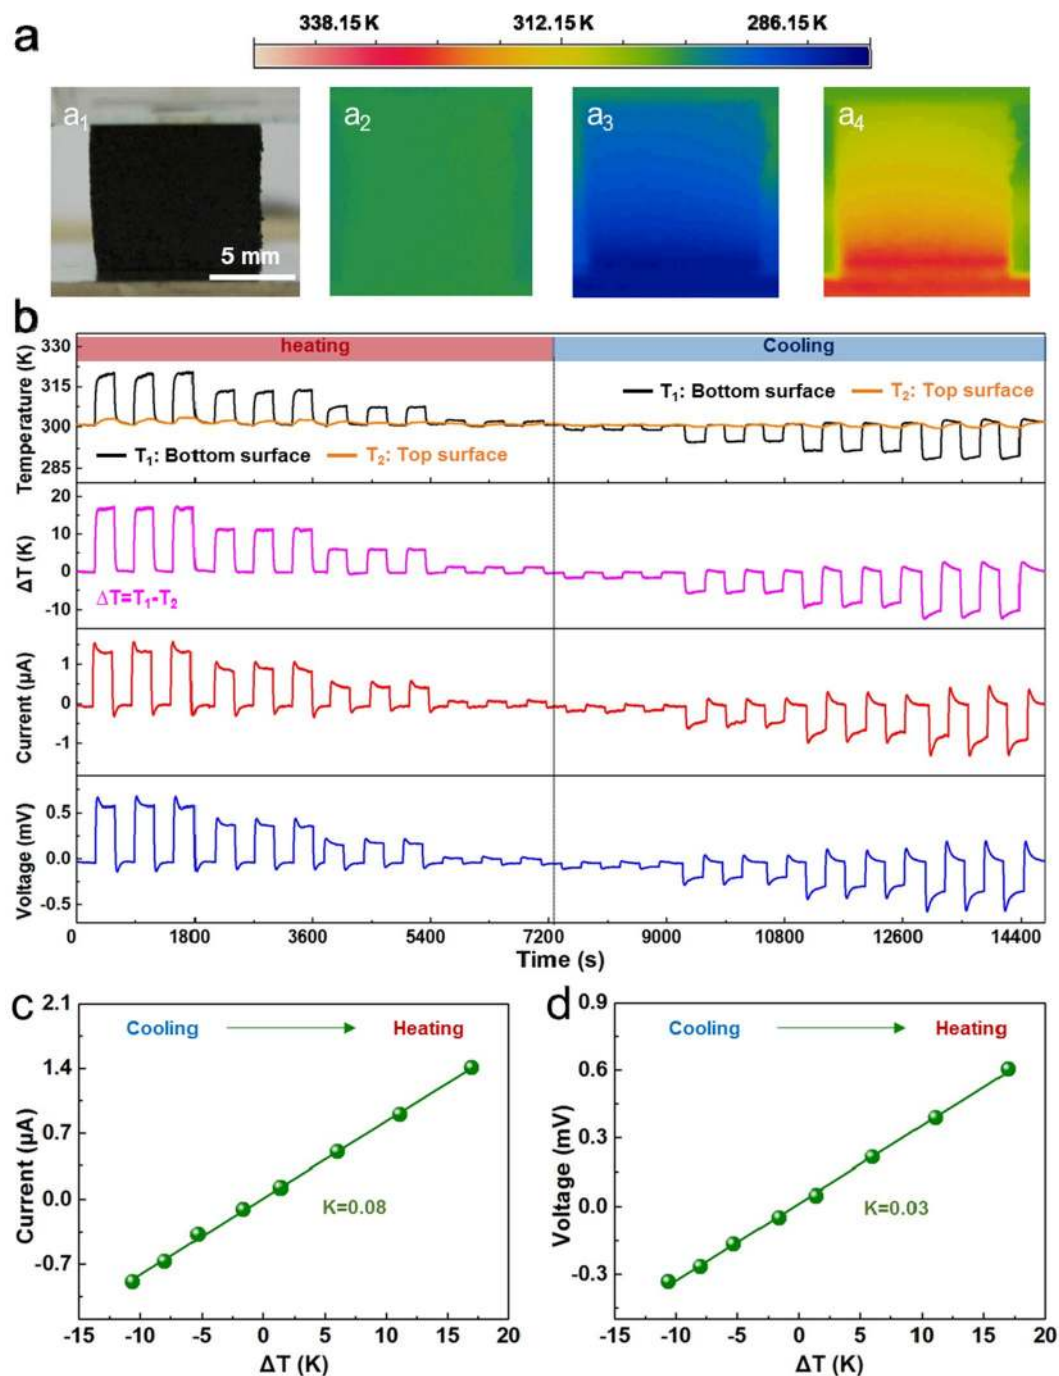 a
338.15 K 312.15 K 286.15 K
a1 a2 a3 a4
5 mm
b
heating Cooling
Temperature (K)
330
315
300
285
T1: Bottom surface T2: Top surface
T1: Bottom surface T2: Top surface
ΔT (K)
20
10
0
-10
ΔT=T1-T2
Current (µA)
1
0
-1
Voltage (mV)
0.5
0.0
-0.5
0 1800 3600 5400 7200 9000 10800 12600 14400
Time (s)
c
Current (µA)
2.1
1.4
0.7
0.0
-0.7
Cooling Heating
K=0.08
-15 -10 -5 0 5 10 15 20
ΔT (K)
d
Voltage (mV)
0.9
0.6
0.3
0.0
-0.3
Cooling Heating
K=0.03
-15 -10 -5 0 5 10 15 20
ΔT (K)